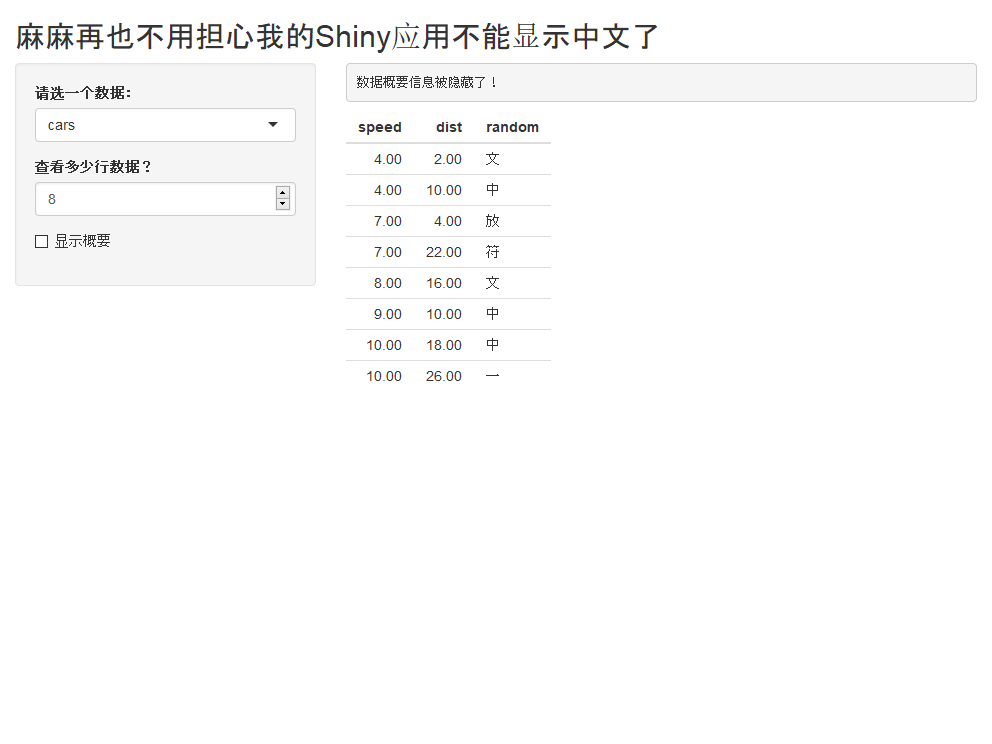 麻麻再也不用担心我的Shiny应用不能显示中文了
请选一个数据：
cars
查看多少行数据？
8
显示概要
数据概要信息被隐藏了！
speed dist random
4.00 2.00 文
4.00 10.00 中
7.00 4.00 放
7.00 22.00 符
8.00 16.00 文
9.00 10.00 中
10.00 18.00 中
10.00 26.00 一